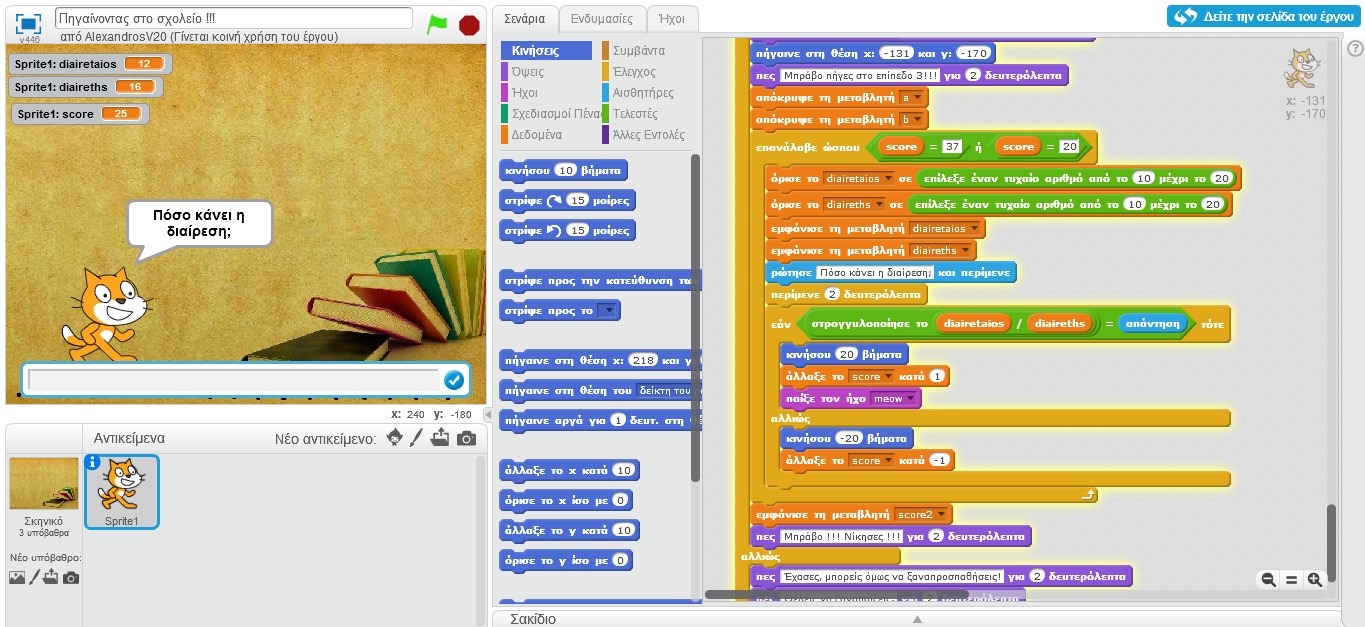 Πηγαίνοντας στο σχολείο !!!
από AlexandrosV20 (Γίνεται κοινή χρήση του έργου)
v446
Sprite1: diairetaios 12
Sprite1: diaireths 16
Sprite1: score 25
Πόσο κάνει η
διαίρεση;
x: 240 y: -180
Αντικείμενα
Νέο αντικείμενο:
Σκηνικό
3 υπόβαθρα
Νέο υπόβαθρο:
Sprite1
Σενάρια
Ενδυμασίες
Ήχοι
Δείτε την σελίδα του έργου
Κινήσεις
Συμβάντα
Όψεις
Έλεγχος
Ήχοι
Αισθητήρες
Σχεδιασμοί Πένας
Τελεστές
Δεδομένα
Άλλες Εντολές
κινήσου 10 βήματα
στρίψε 15 μοίρες
στρίψε 15 μοίρες
στρίψε προς την κατεύθυνση
στρίψε προς το
πήγαινε στη θέση x: 218 και y
πήγαινε στη θέση του δείκτη του
πήγαινε αργά για 1 δευτ. στη
άλλαξε το x κατά 10
όρισε το x ίσο με 0
άλλαξε το y κατά 10
όρισε το y ίσο με 0
πήγαινε στη θέση x: -131 και y: -170
πες Μπράβο πήγες στο επίπεδο 3!!! για 2 δευτερόλεπτα
απόκρυψε τη μεταβλητή a
απόκρυψε τη μεταβλητή b
επανάλαβε ώσπου score = 37 ή score = 20
όρισε το diairetaios σε επίλεξε έναν τυχαίο αριθμό από το 10 μέχρι το 20
όρισε το diaireths σε επίλεξε έναν τυχαίο αριθμό από το 10 μέχρι το 20
εμφάνισε τη μεταβλητή diairetaios
εμφάνισε τη μεταβλητή diaireths
ρώτησε Πόσο κάνει η διαίρεση; και περίμενε
περίμενε 2 δευτερόλεπτα
εάν στρογγυλοποίησε το diairetaios / diaireths = απάντηση τότε
κινήσου 20 βήματα
άλλαξε το score κατά 1
παίξε τον ήχο meow
αλλιώς
κινήσου -20 βήματα
άλλαξε το score κατά -1
εμφάνισε τη μεταβλητή score2
πες Μπράβο !!! Νίκησες !!! για 2 δευτερόλεπτα
αλλιώς
πες Έχασες, μπορείς όμως να ξαναπροσπαθήσεις! για 2 δευτερόλεπτα
x: -131
y: -170
Σακίδιο